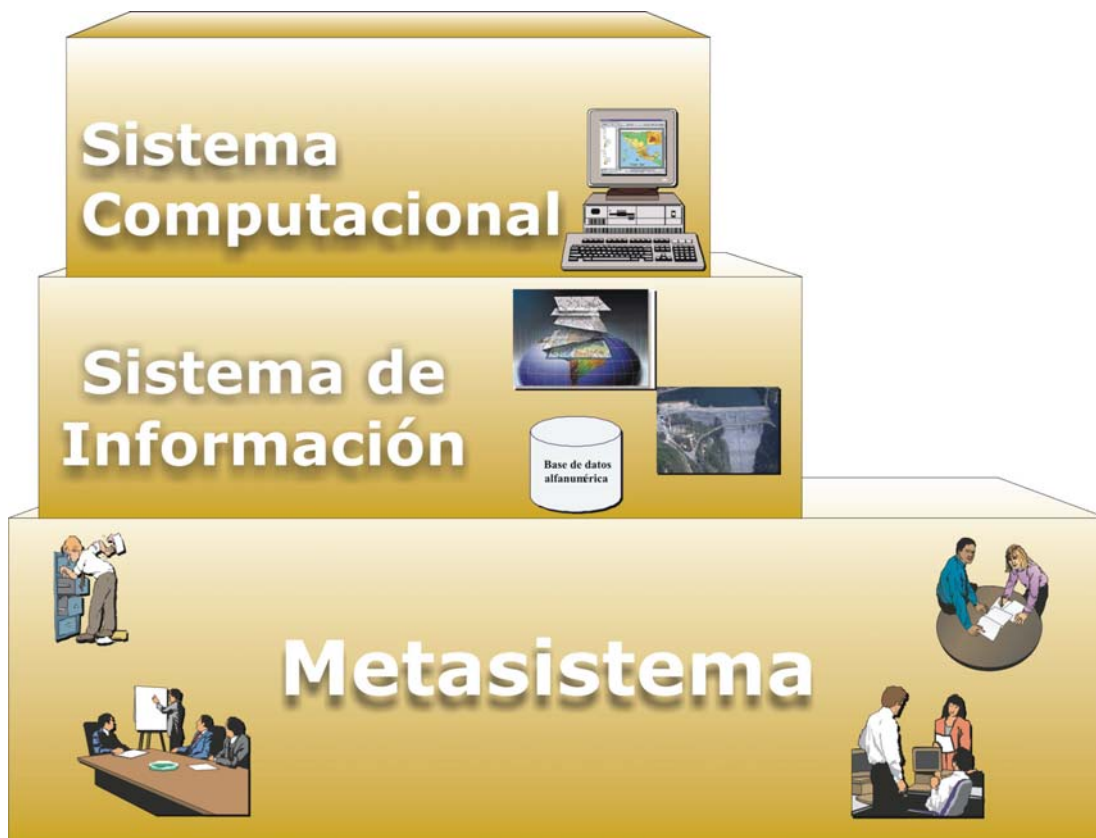 Sistema
Computacional
Sistema de
Información
Base de datos
alfanumérica
Metasistema